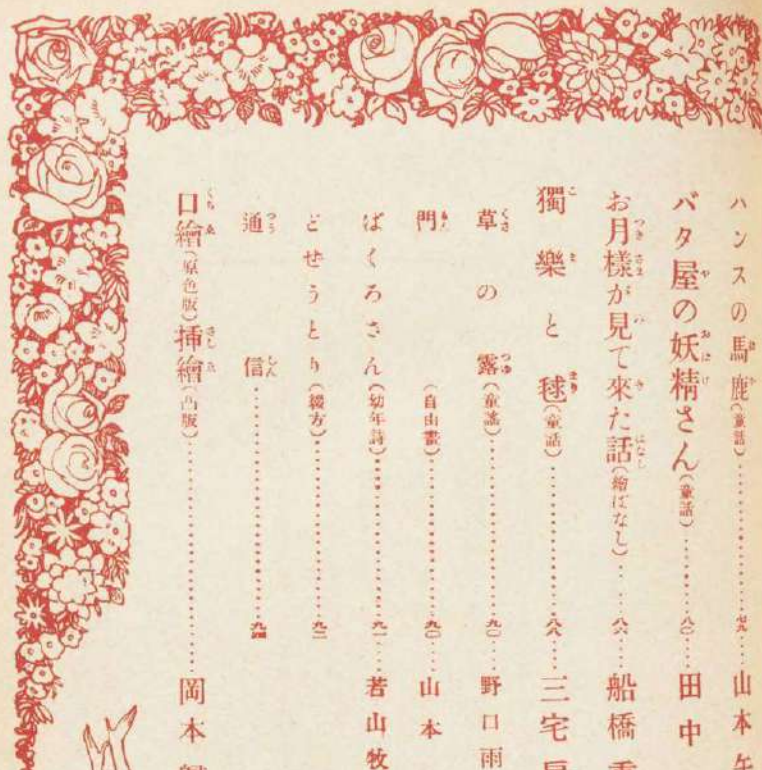 ハンスの馬鹿(童話)……七九……山本
バタ屋の妖精さん(童話)……八〇……田中
お月様が見て來た話(繪ばなし)……八六……船橋
獨樂と毬(童話)……八八……三宅
草の露(童謠)……九〇……野口雨
門(自由畫)……九〇……山本
ばくろさん(幼年詩)……九一……若山牧
どせうとり(綴方)……九二
通信……九四
口繪(原色版)挿繪(凸版)……岡本